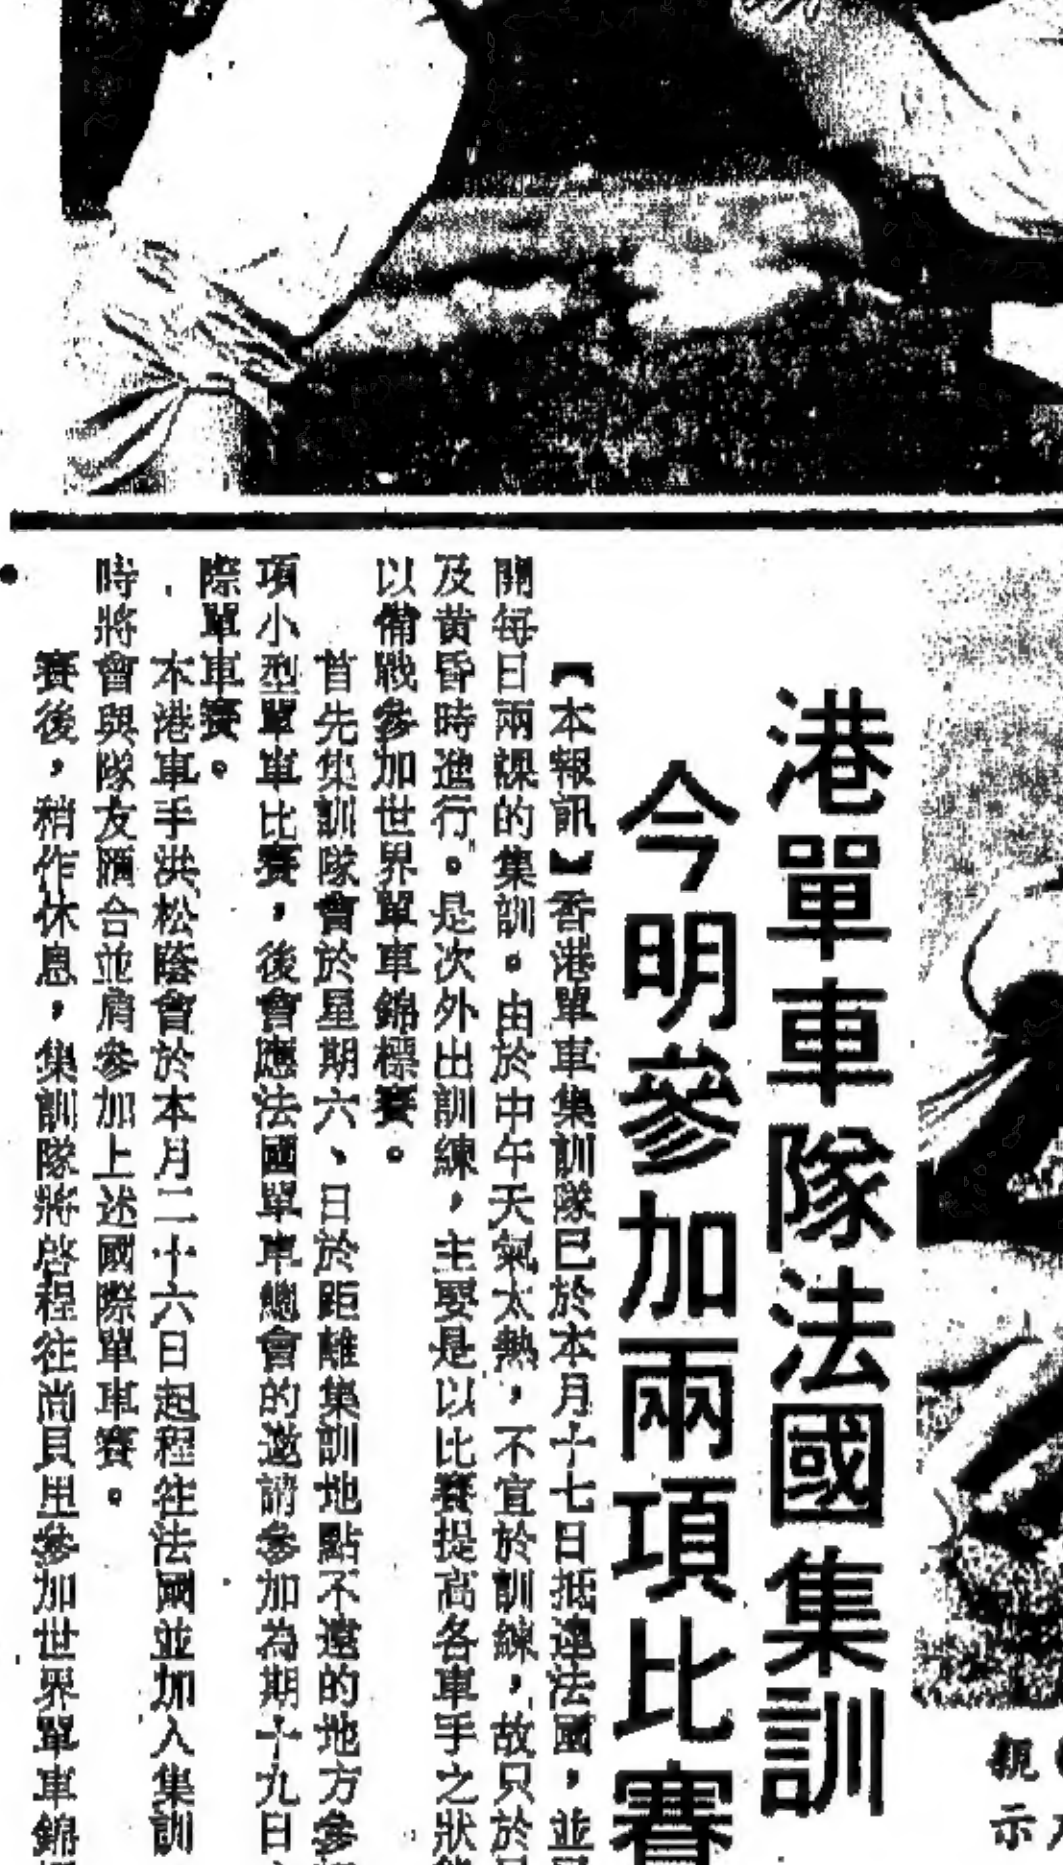 港單車隊法國集訓
今明參加兩項比賽
【本報訊】香港單車集訓隊已於本月十七日抵達法國,並
開每日兩課的集訓。由於中午天氣太熱,不宜於訓練,故只於
及黃昏時進行。是次外出訓練,主要是以比賽提高各車手之狀
以備戰參加世界單車錦標賽。
首先集訓隊會於星期六、日於距離集訓地點不遠的地方參
項小型單車比賽,後會應法國單車總會的邀請參加為期十九日
際單車賽。
本港車手洪松蔭會於本月二十六日起程往法國並加入集訓
時將會與隊友匯合並肩參加上述國際單車賽。
賽後,稍作休息,集訓隊將啓程往尚貝里參加世界單車錦